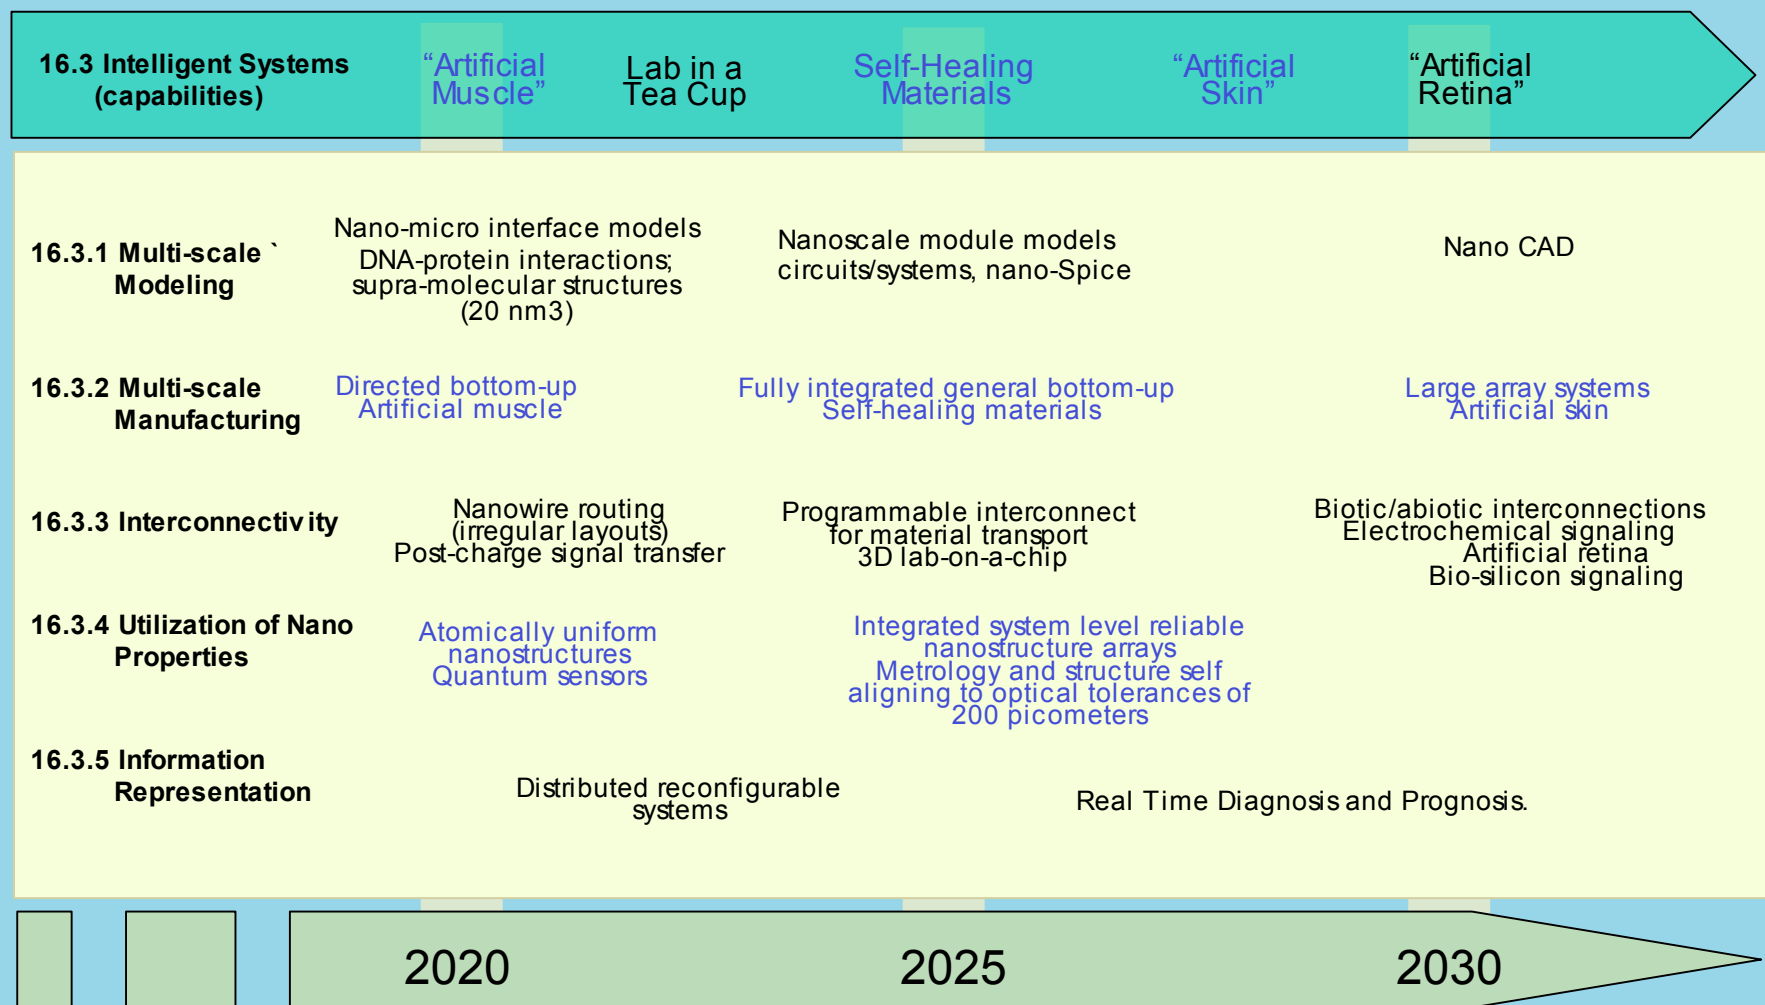 16.3 Intelligent Systems
(capabilities)
“Artificial
Muscle”
Lab in a
Tea Cup
Self-Healing
Materials
“Artificial
Skin”
“Artificial
Retina”
16.3.1 Multi-scale `
Modeling
Nano-micro interface models
DNA-protein interactions;
supra-molecular structures
(20 nm3)
Nanoscale module models
circuits/systems, nano-Spice
Nano CAD
16.3.2 Multi-scale
Manufacturing
Directed bottom-up
Artificial muscle
Fully integrated general bottom-up
Self-healing materials
Large array systems
Artificial skin
16.3.3 Interconnectivity
Nanowire routing
(irregular layouts)
Post-charge signal transfer
Programmable interconnect
for material transport
3D lab-on-a-chip
Biotic/abiotic interconnections
Electrochemical signaling
Artificial retina
Bio-silicon signaling
16.3.4 Utilization of Nano
Properties
Atomically uniform
nanostructures
Quantum sensors
Integrated system level reliable
nanostructure arrays
Metrology and structure self
aligning to optical tolerances of
200 picometers
16.3.5 Information
Representation
Distributed reconfigurable
systems
Real Time Diagnosis and Prognosis.
2020
2025
2030